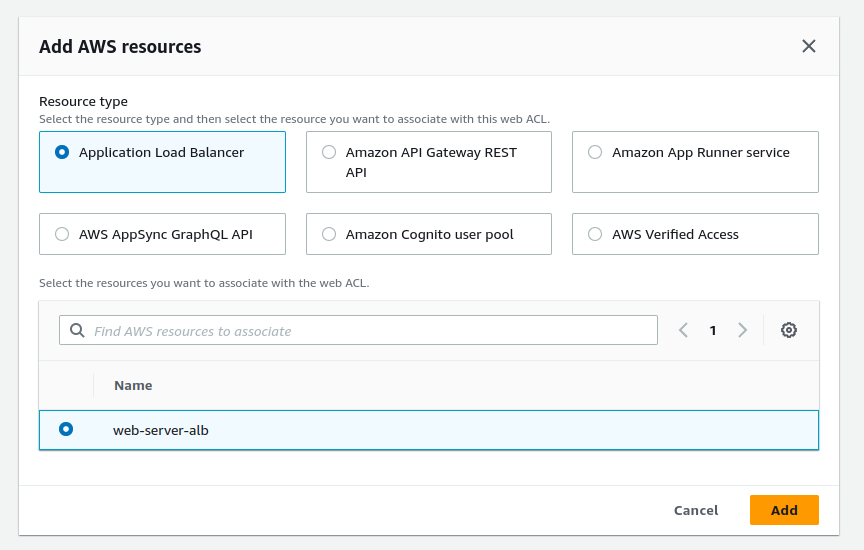 Add AWS resources
Resource type
Select the resource type and then select the resource you want to associate with this web ACL.
Application Load Balancer
Amazon API Gateway REST
API
Amazon App Runner service
AWS AppSync GraphQL API
Amazon Cognito user pool
AWS Verified Access
Select the resources you want to associate with the web ACL.
Find AWS resources to associate
1
Name
web-server-alb
Cancel
Add